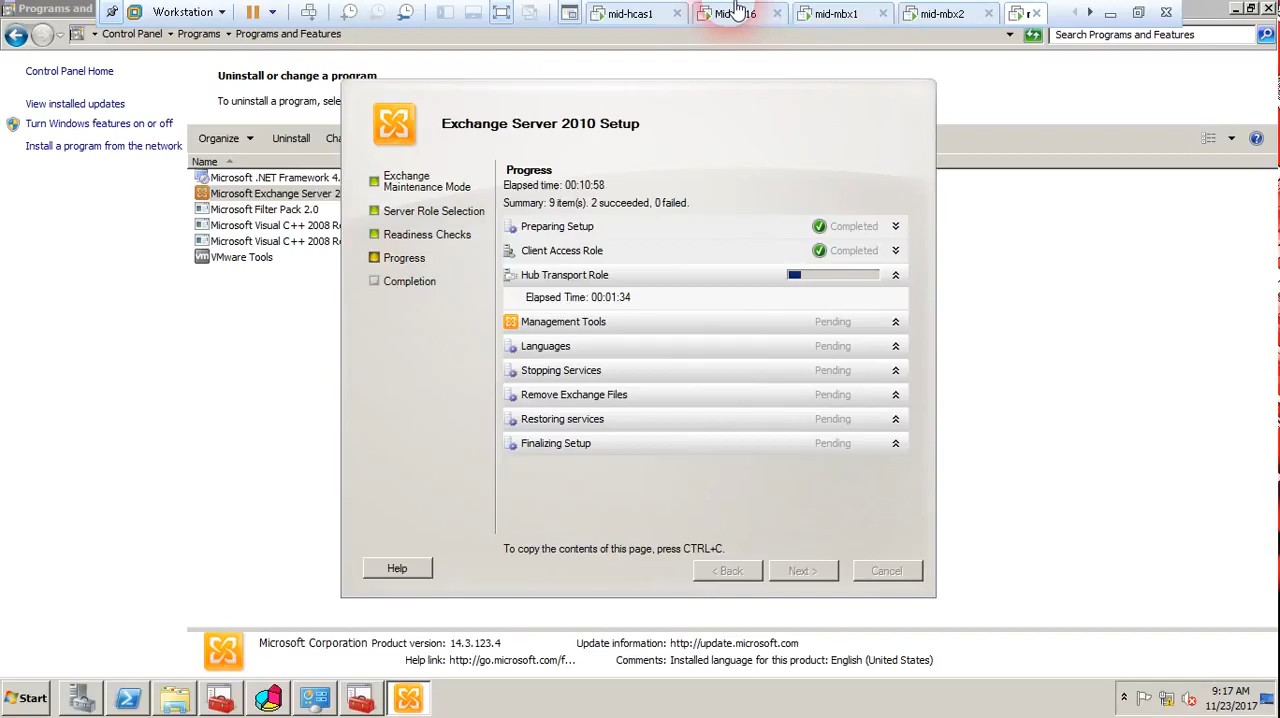 Programs and
Workstation
mid-hcas1
mid-mbx1
mid-mbx2
Control Panel
Programs
Programs and Features
Search Programs and Features
Control Panel Home
View installed updates
Turn Windows features on or off
Install a program from the network
Uninstall or change a program
To uninstall a program, sele
Organize
Uninstall
Cha
Name
Microsoft .NET Framework 4.
Microsoft Exchange Server 2
Microsoft Filter Pack 2.0
Microsoft Visual C++ 2008 Re
Microsoft Visual C++ 2008 Re
VMware Tools
Exchange Server 2010 Setup
Exchange
Maintenance Mode
Server Role Selection
Readiness Checks
Progress
Completion
Progress
Elapsed time: 00:10:58
Summary: 9 item(s). 2 succeeded, 0 failed.
Preparing Setup
Completed
Client Access Role
Completed
Hub Transport Role
Elapsed Time: 00:01:34
Management Tools
Pending
Languages
Pending
Stopping Services
Pending
Remove Exchange Files
Pending
Restoring services
Pending
Finalizing Setup
Pending
To copy the contents of this page, press CTRL+C.
Help
< Back
Next >
Cancel
Microsoft Corporation Product version: 14.3.123.4
Update information: http://update.microsoft.com
Help link: http://go.microsoft.com/f...
Comments: Installed language for this product: English (United States)
Start
9:17 AM
11/23/2017